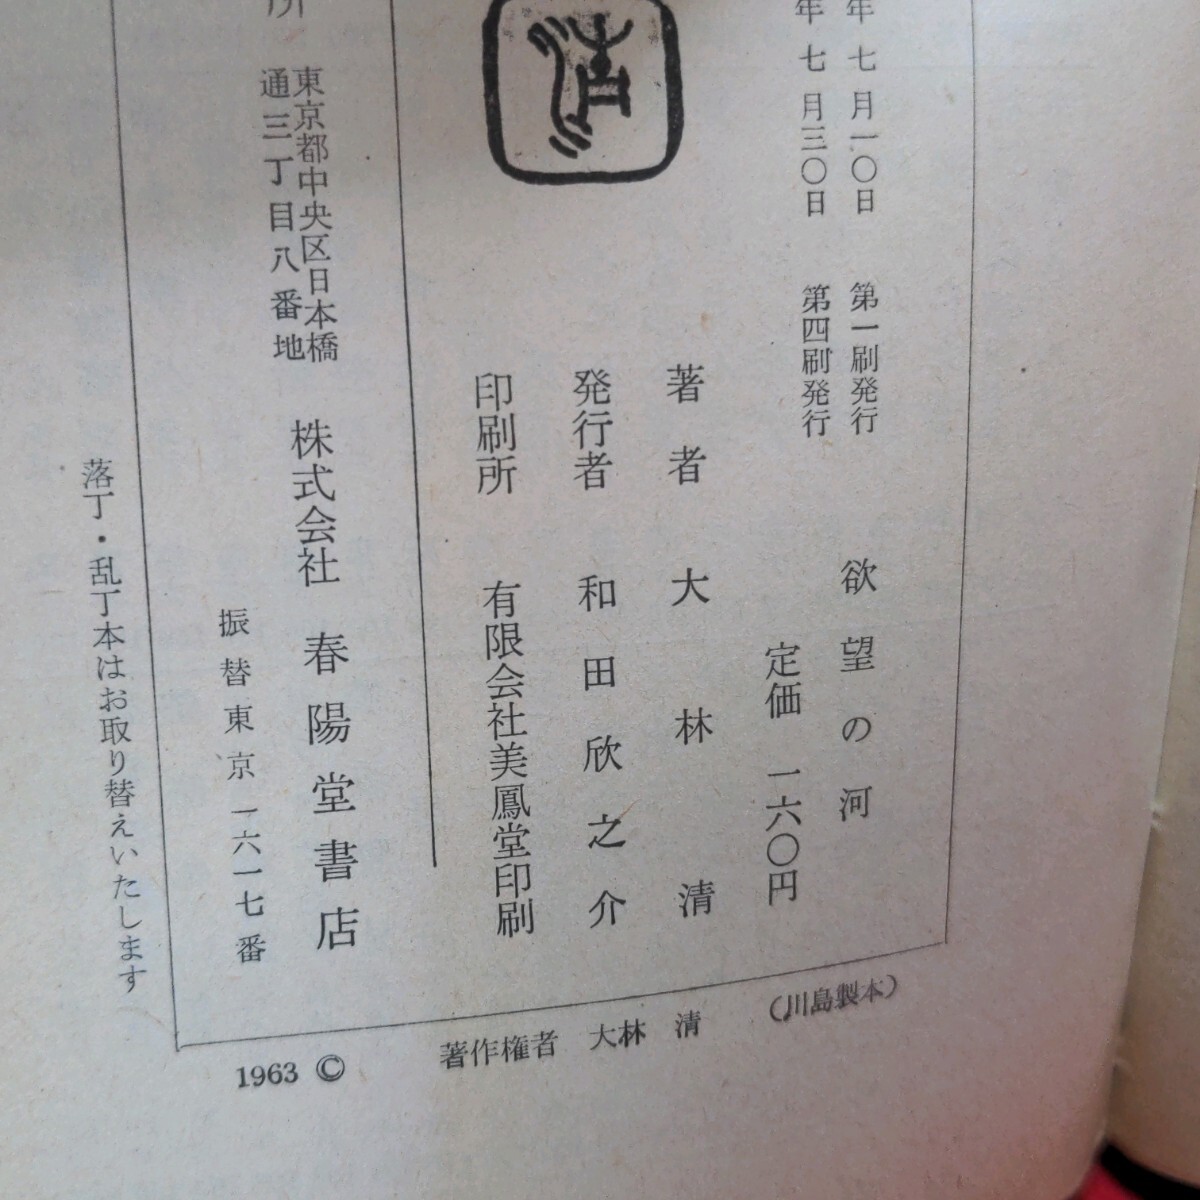 年七月一〇日 第一刷発行
年七月三〇日 第四刷発行
欲望の河
定価 一六〇円
著者 大林清
発行者 和田欣之介
印刷所 有限会社美鳳堂印刷
所
東京都中央区日本橋
通三丁目八番地
株式会社 春陽堂書店
振替東京一六一七番
落丁・乱丁本はお取り替えいたします
(川島製本)
著作権者 大林 清
1963 ©